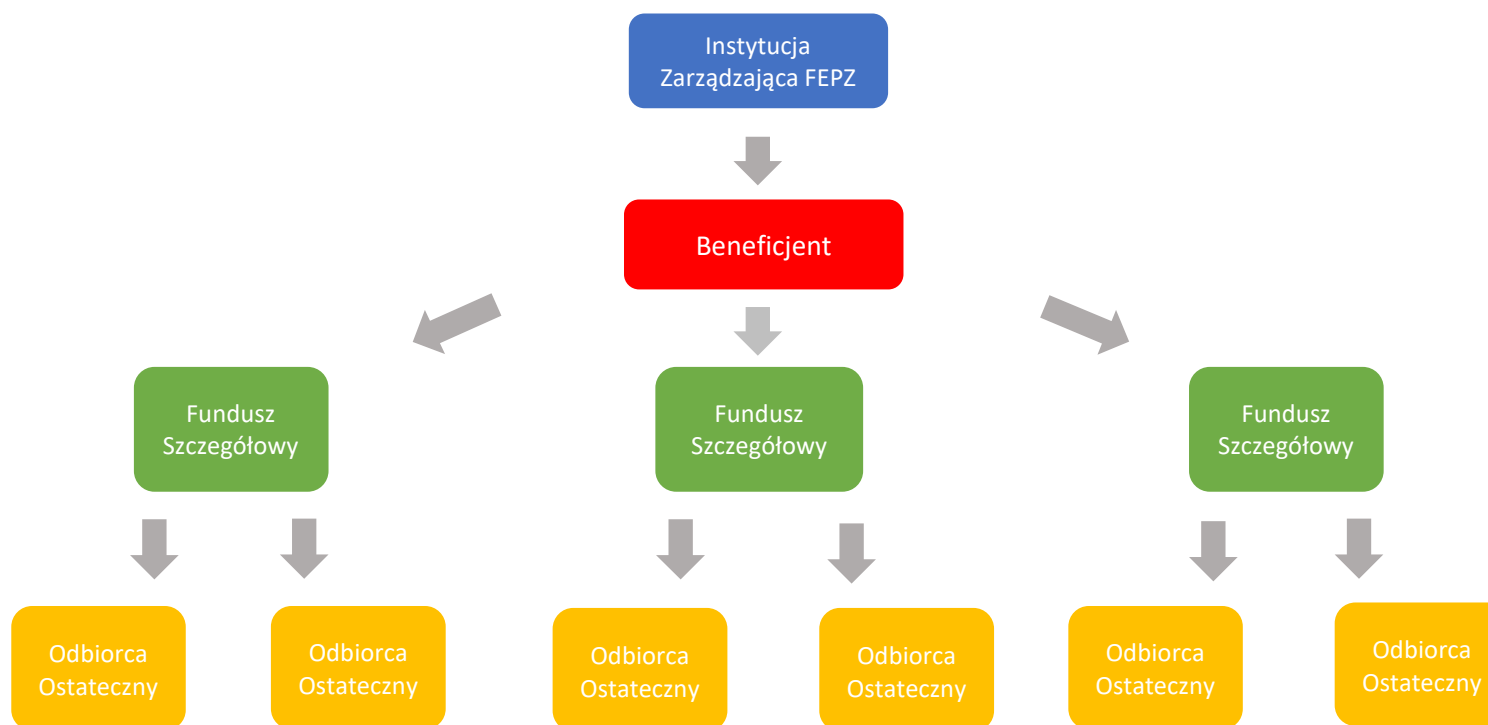 Instytucja
Zarządzająca FEPZ
Beneficjent
Fundusz
Szczegółowy
Fundusz
Szczegółowy
Fundusz
Szczegółowy
Odbiorca
Ostateczny
Odbiorca
Ostateczny
Odbiorca
Ostateczny
Odbiorca
Ostateczny
Odbiorca
Ostateczny
Odbiorca
Ostateczny